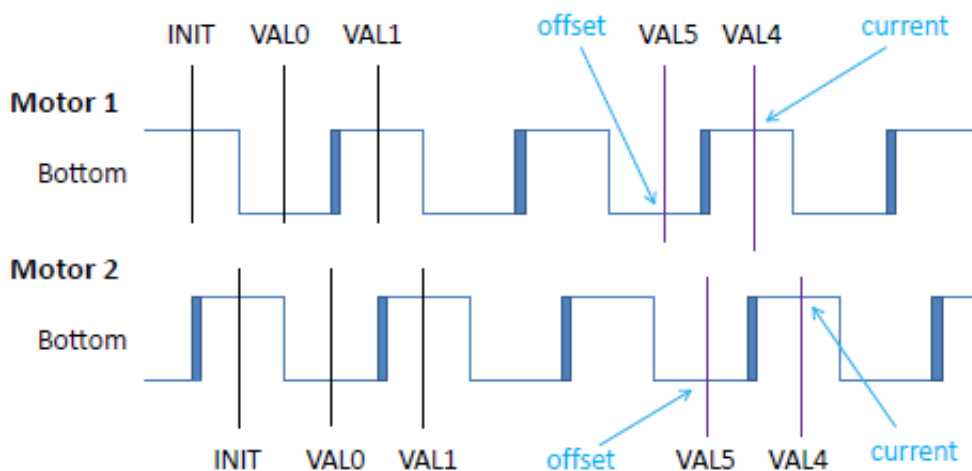 INIT VAL0 VAL1 offset VAL5 VAL4 current
Motor 1
Bottom
Motor 2
Bottom
INIT VAL0 VAL1 offset VAL5 VAL4 current